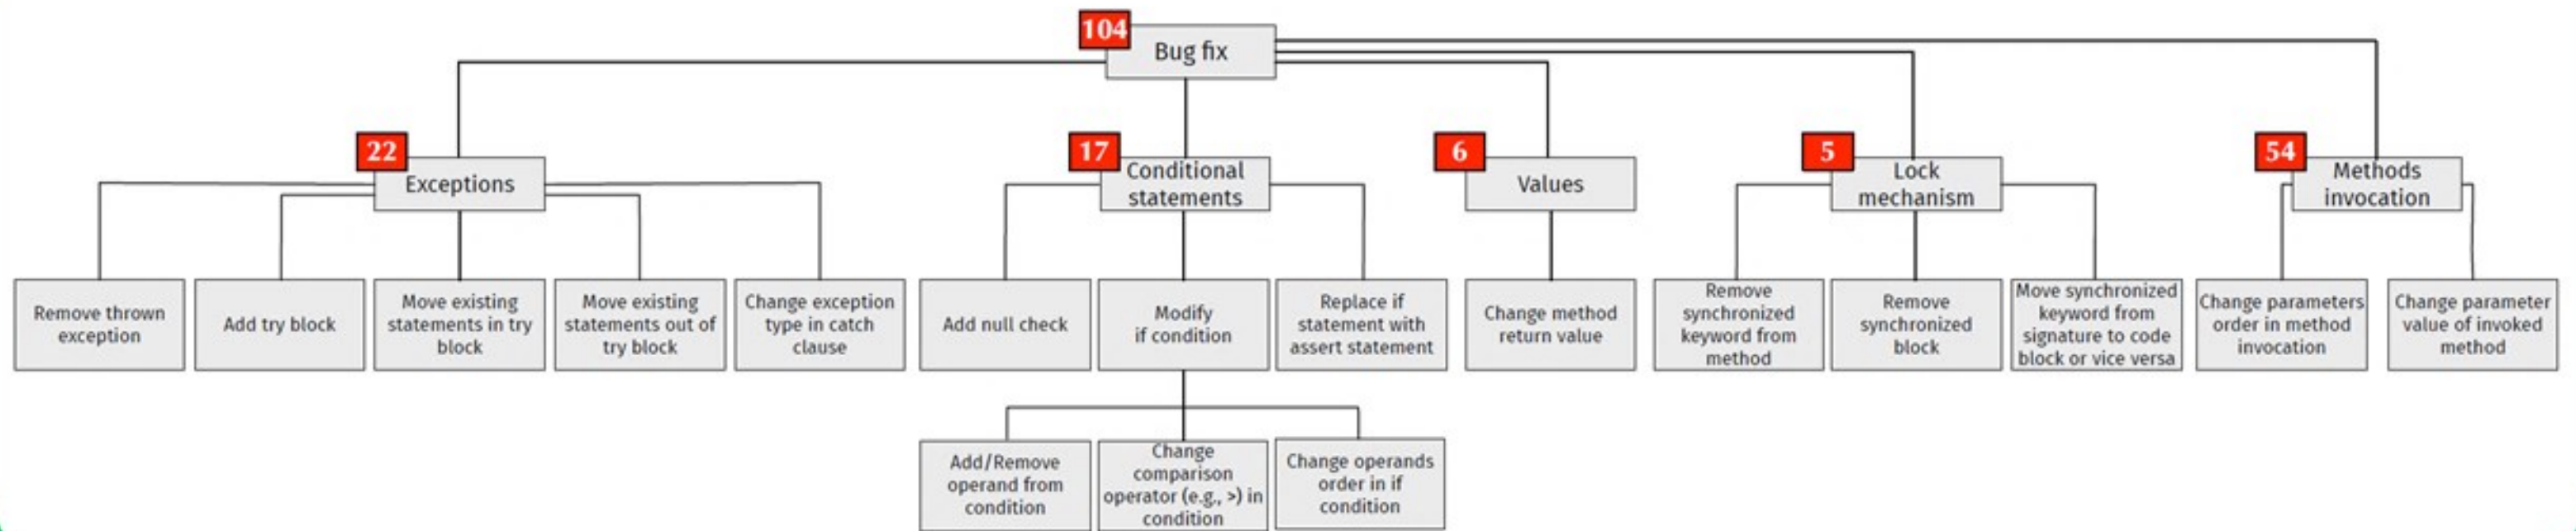 104
Bug fix
22
Exceptions
17
Conditional
statements
6
Values
5
Lock
mechanism
54
Methods
invocation
Remove thrown
exception
Add try block
Move existing
statements in try
block
Move existing
statements out of
try block
Change exception
type in catch
clause
Add null check
Modify
if condition
Replace if
statement with
assert statement
Change method
return value
Remove
synchronized
keyword from
method
Remove
synchronized
block
Move synchronized
keyword from
signature to code
block or vice versa
Change parameters
order in method
invocation
Change parameter
value of invoked
method
Add/Remove
operand from
condition
Change
comparison
operator (e.g., >) in
condition
Change operands
order in if
condition